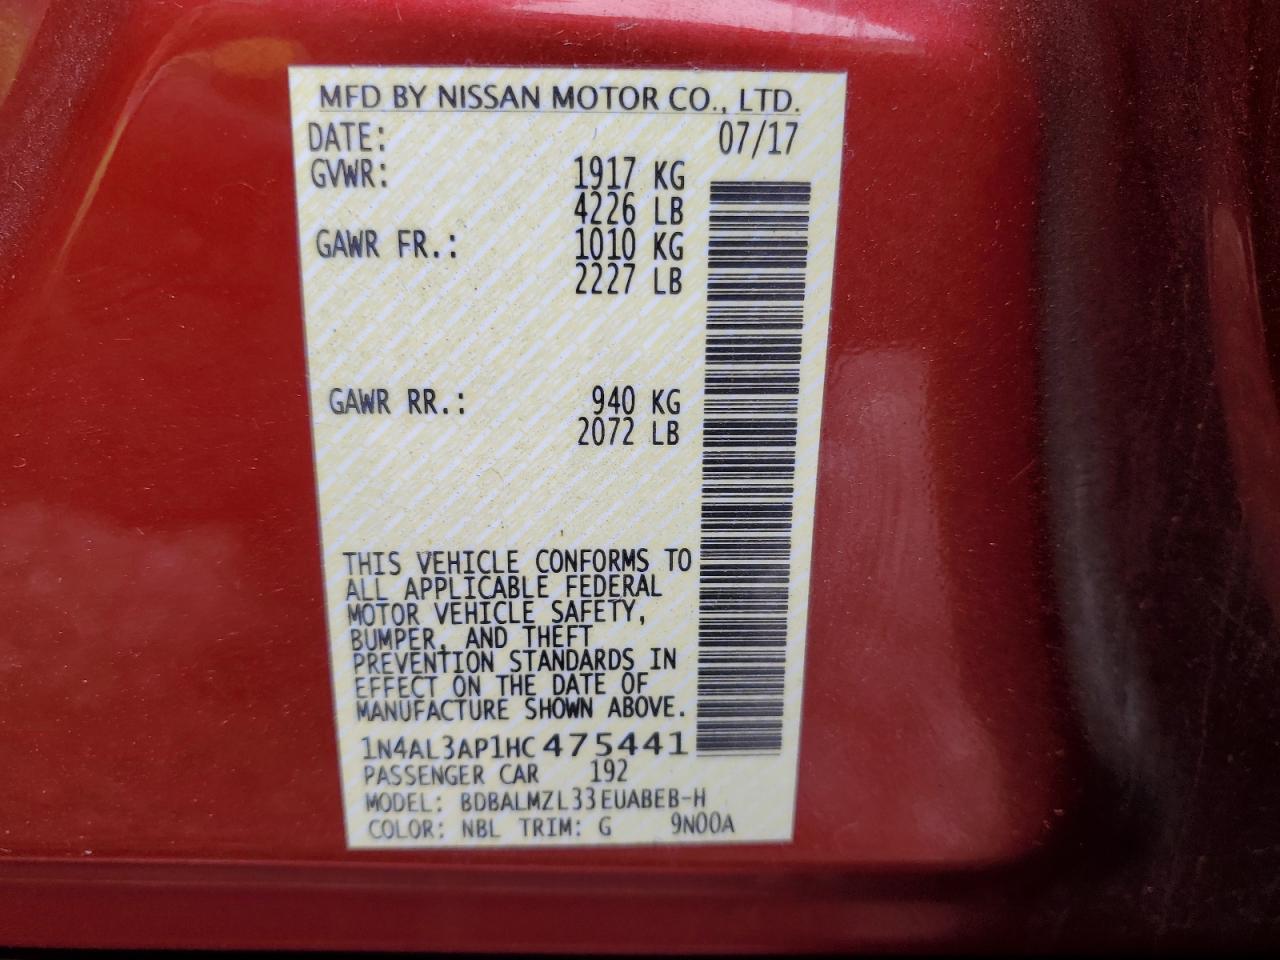 MFD BY NISSAN MOTOR CO., LTD.
DATE: 07/17
GVWR: 1917 KG
4226 LB
GAWR FR.: 1010 KG
2227 LB
GAWR RR.: 940 KG
2072 LB
THIS VEHICLE CONFORMS TO
ALL APPLICABLE FEDERAL
MOTOR VEHICLE SAFETY,
BUMPER, AND THEFT
PREVENTION STANDARDS IN
EFFECT ON THE DATE OF
MANUFACTURE SHOWN ABOVE.
1N4AL3AP1HC475441
PASSENGER CAR 192
MODEL: BDBALMZL33EUABEB-H
COLOR: NBL TRIM: G 9N00A